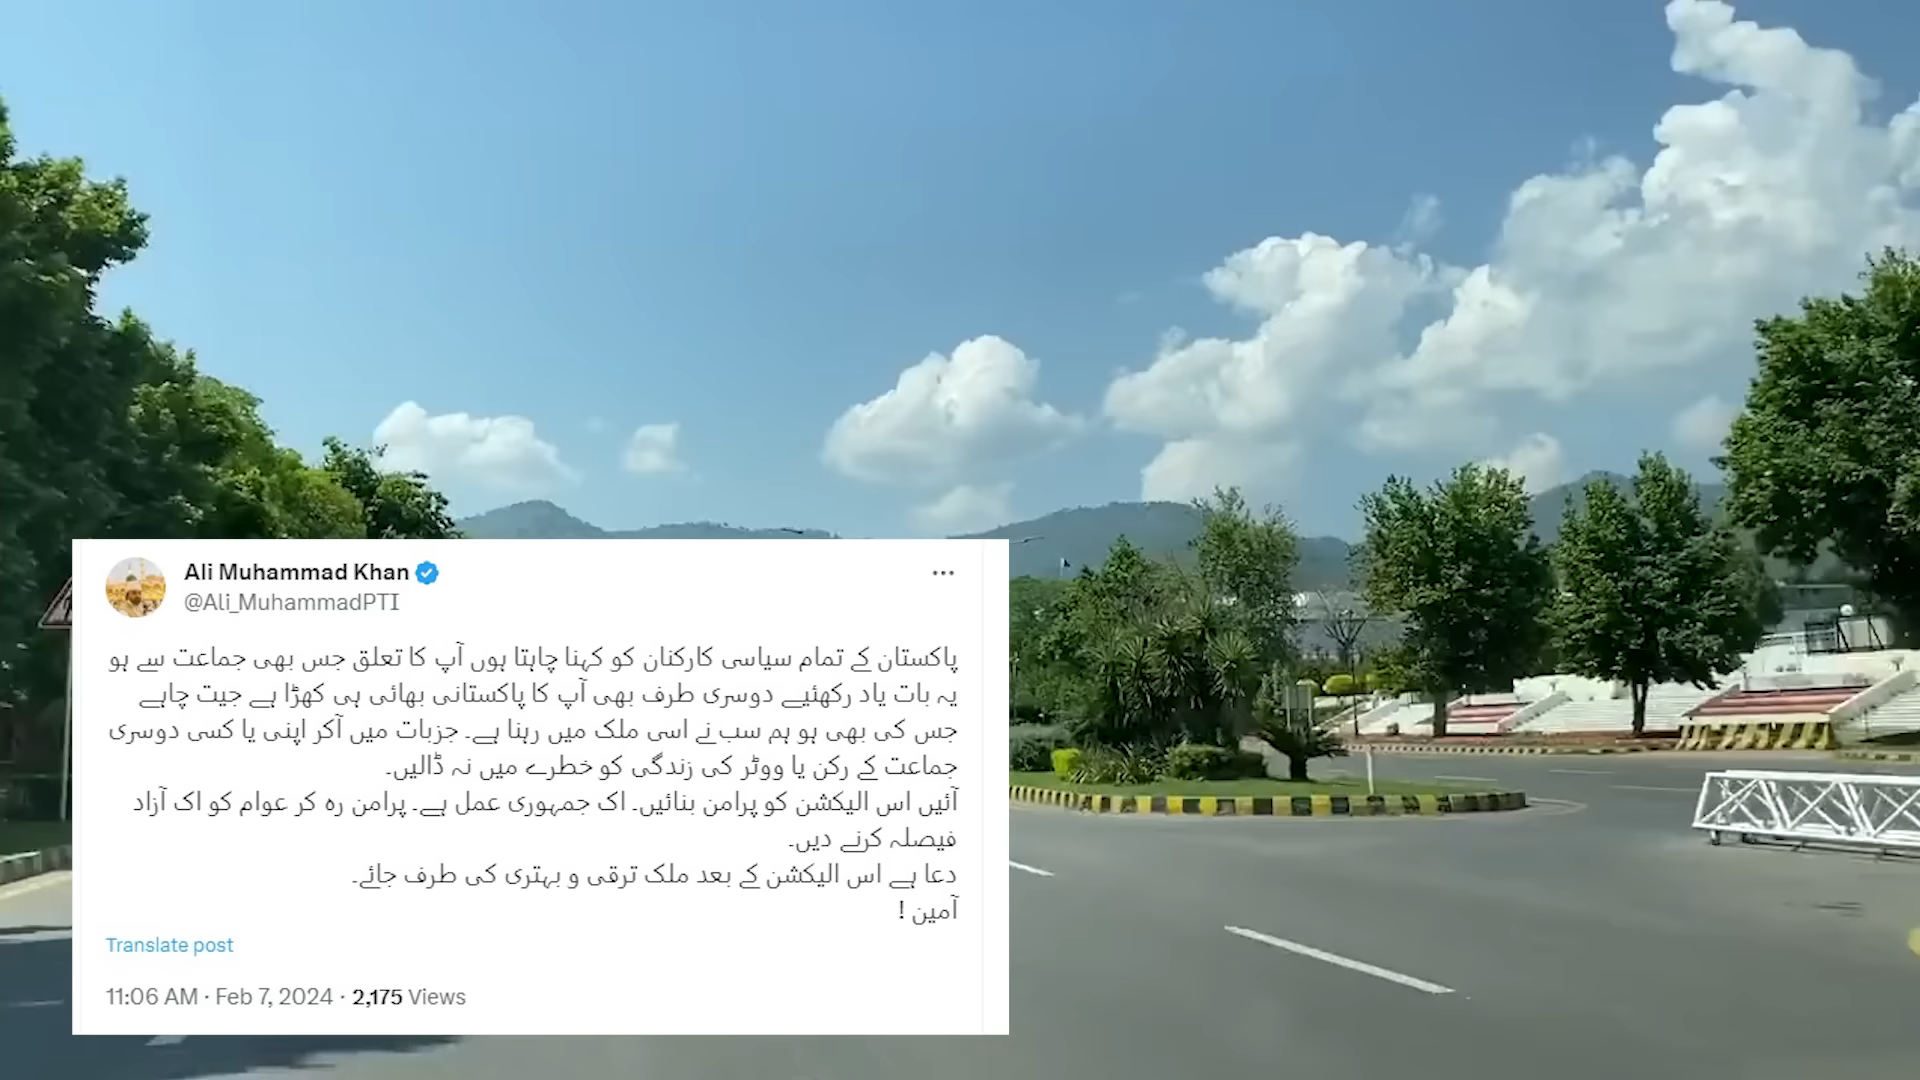 Ali Muhammad Khan
@Ali_MuhammadPTI
پاکستان کے تمام سیاسی کارکنان کو کہنا چاہتا ہوں آپ کا تعلق جس بھی جماعت سے ہو
یہ بات یاد رکھئیے دوسری طرف بھی آپ کا پاکستانی بھائی ہی کھڑا ہے جیت چاہے
جس کی بھی ہو ہم سب نے اسی ملک میں رہنا ہے۔ جزبات میں آکر اپنی یا کسی دوسری
جماعت کے رکن یا ووٹر کی زندگی کو خطرے میں نہ ڈالیں۔
آئیں اس الیکشن کو پرامن بنائیں۔ اک جمہوری عمل ہے۔ پرامن رہ کر عوام کو اک آزاد
فیصلہ کرنے دیں۔
دعا ہے اس الیکشن کے بعد ملک ترقی و بہتری کی طرف جائے۔
آمین !
Translate post
11:06 AM · Feb 7, 2024 · 2,175 Views